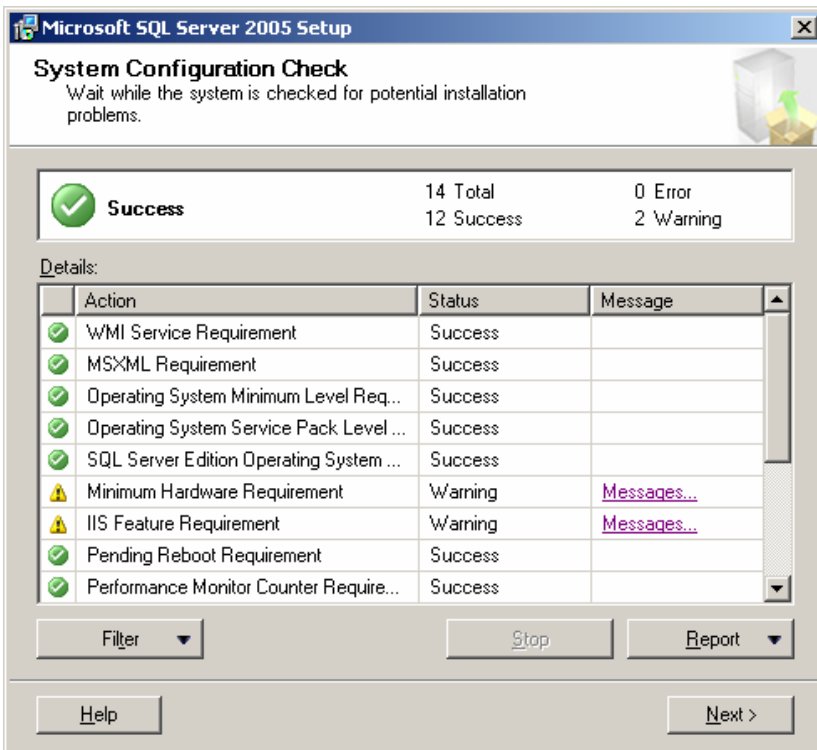 Microsoft SQL Server 2005 Setup
System Configuration Check
Wait while the system is checked for potential installation
problems.
Success
14 Total
0 Error
12 Success
2 Warning
Details:
Action Status Message
WMI Service Requirement Success
MSXML Requirement Success
Operating System Minimum Level Req... Success
Operating System Service Pack Level ... Success
SQL Server Edition Operating System ... Success
Minimum Hardware Requirement Warning Messages...
IIS Feature Requirement Warning Messages...
Pending Reboot Requirement Success
Performance Monitor Counter Require... Success
Filter Stop Report
Help Next >